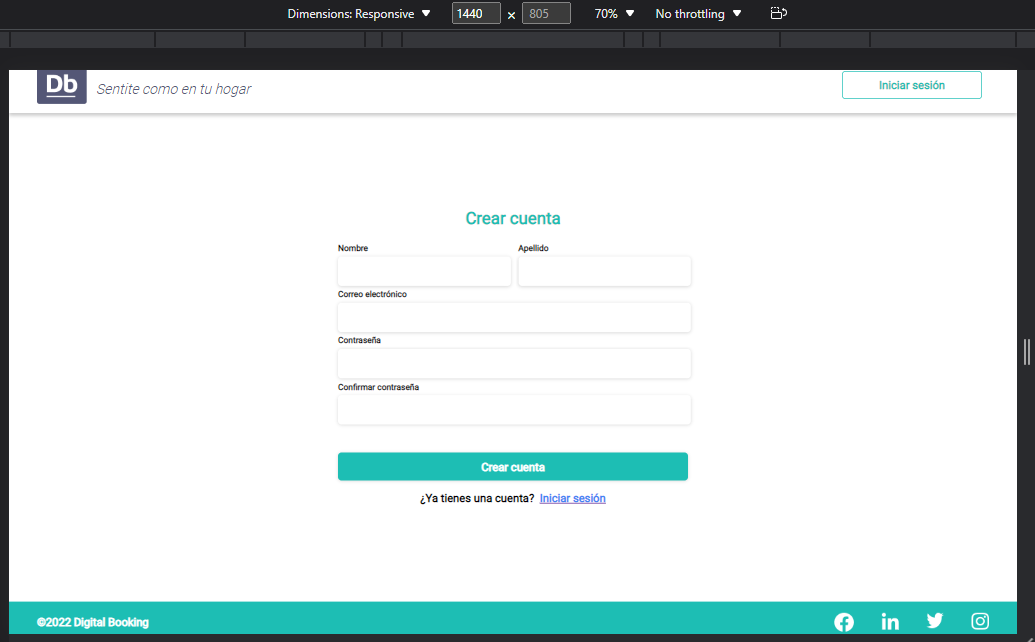 Dimensions: Responsive 1440 x 805 70% No throttling
Db Sentite como en tu hogar Iniciar sesión
Crear cuenta
Nombre Apellido
Correo electrónico
Contraseña
Confirmar contraseña
Crear cuenta
¿Ya tienes una cuenta? Iniciar sesión
©2022 Digital Booking